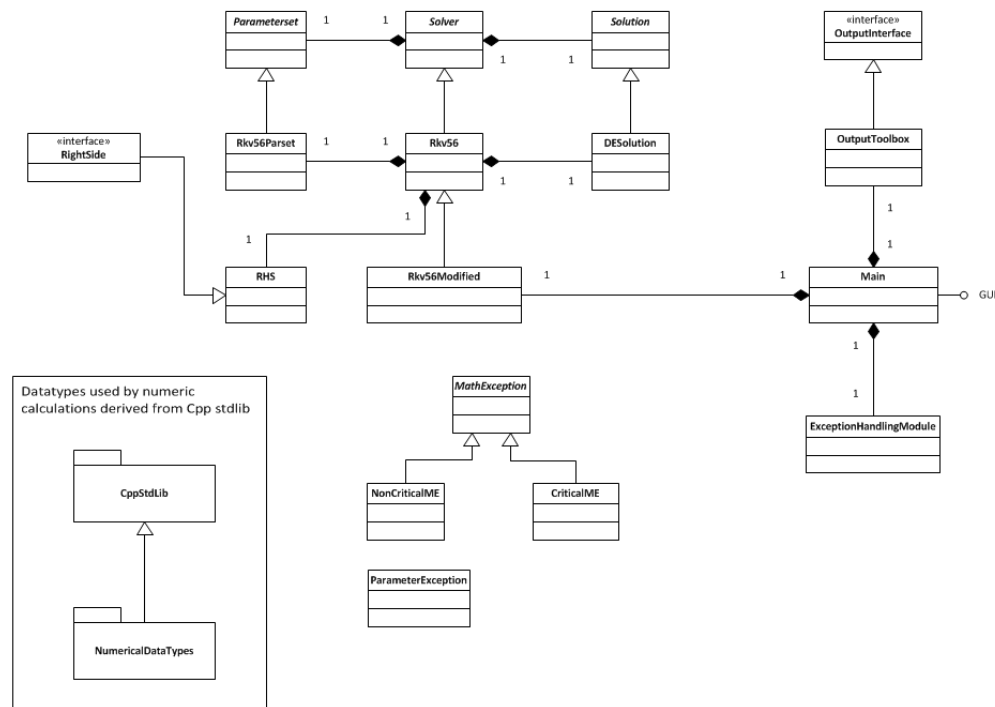 Parameterset
1
1
Solver
1
1
Solution
«interface»
OutputInterface
«interface»
RightSide
Rkv56Parset
1
1
Rkv56
1
1
DESolution
OutputToolbox
1
1
1
1
RHS
Rkv56Modified
1
1
Main
GUI
1
1
ExceptionHandlingModule
Datatypes used by numeric
calculations derived from Cpp stdlib
CppStdLib
NumericalDataTypes
MathException
NonCriticalME
CriticalME
ParameterException